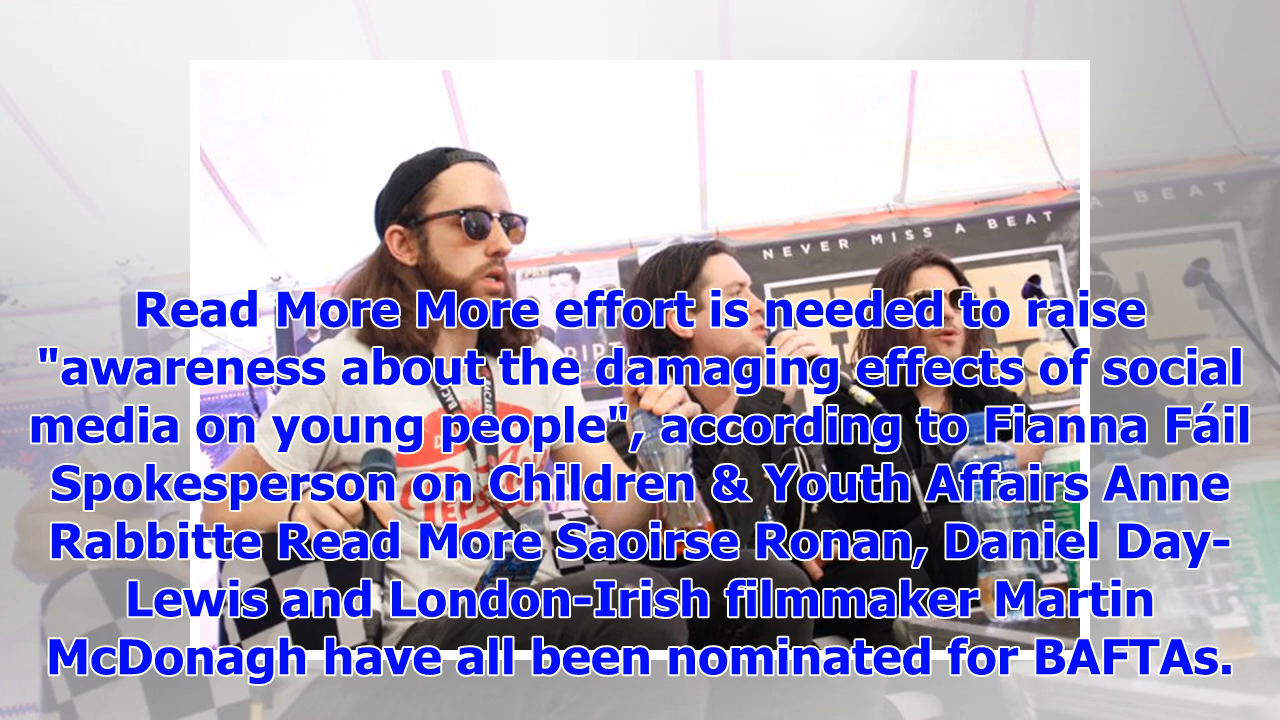 A BEAT
NEVER MISS A BEAT
Read More More effort is needed to raise
"awareness about the damaging effects of social
media on young people", according to Fianna Fáil
Spokesperson on Children & Youth Affairs Anne
Rabbitte Read More Saoirse Ronan, Daniel Day-
Lewis and London-Irish filmmaker Martin
McDonagh have all been nominated for BAFTAs.